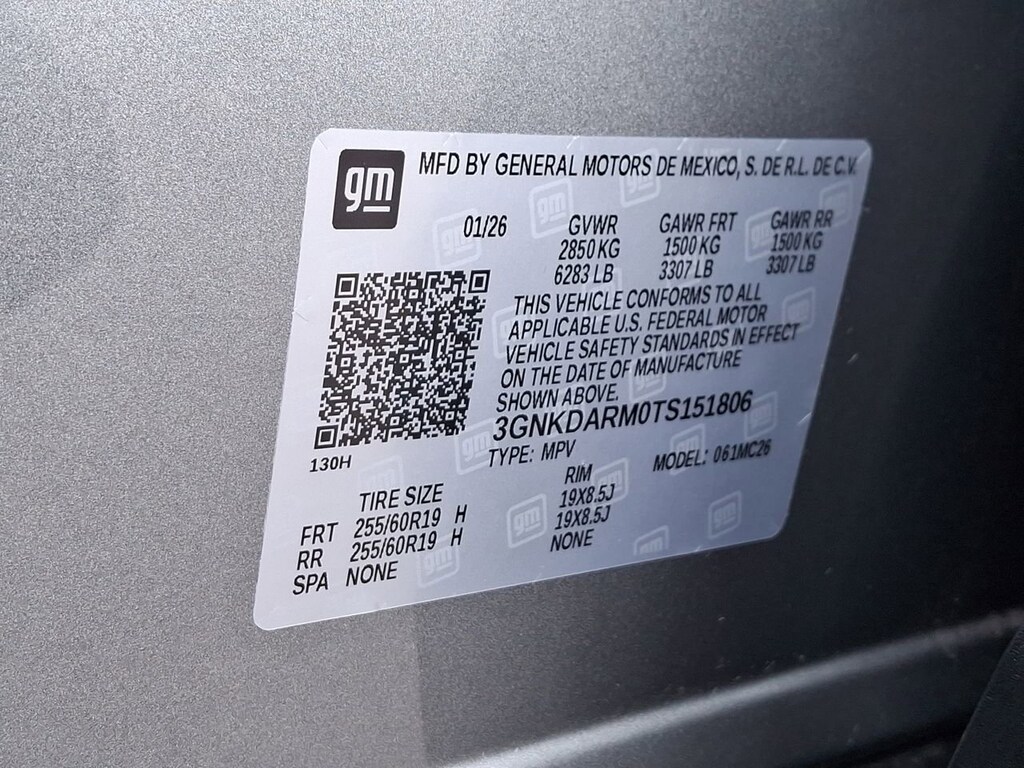 gm
MFD BY GENERAL MOTORS DE MEXICO, S. DE R.L. DE C.V.
01/26 GVWR GAWR FRT GAWR RR
2850 KG 1500 KG 1500 KG
6283 LB 3307 LB 3307 LB
THIS VEHICLE CONFORMS TO ALL
APPLICABLE U.S. FEDERAL MOTOR
VEHICLE SAFETY STANDARDS IN EFFECT
ON THE DATE OF MANUFACTURE
SHOWN ABOVE.
3GNKDARM0TS151806
130H
TYPE: MPV MODEL: 061MC26
TIRE SIZE RIM
FRT 255/60R19 H 19X8.5J
RR 255/60R19 H 19X8.5J
SPA NONE NONE